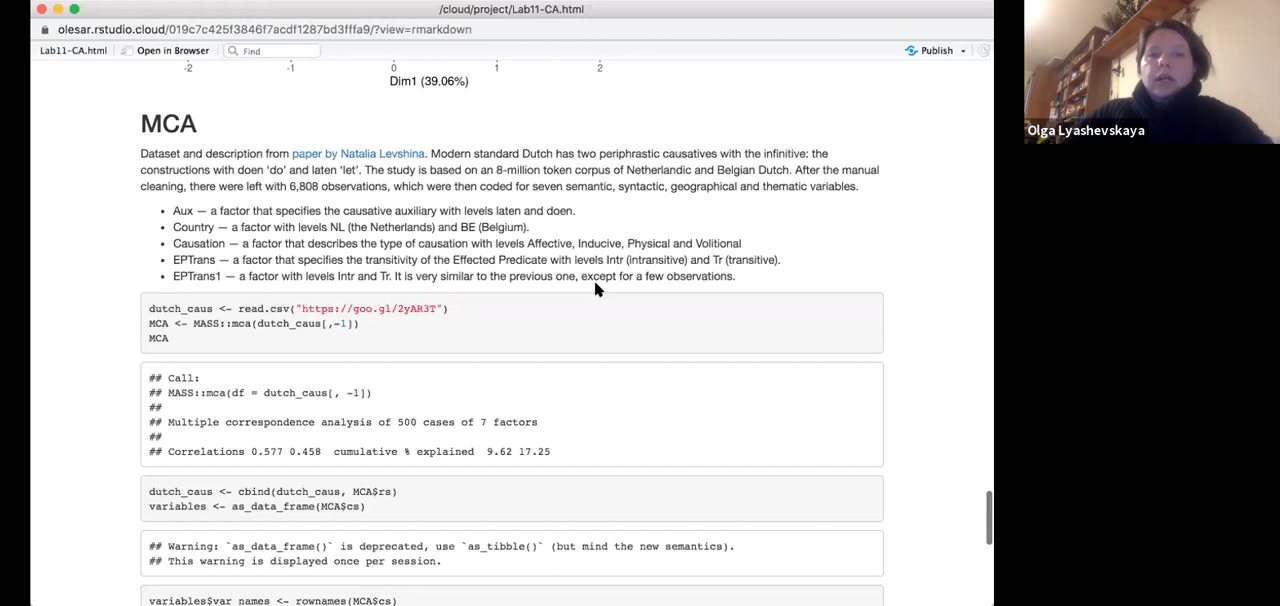 /cloud/project/Lab11-CA.html
olesar.rstudio.cloud/019c7c425f3846f7acdf1287bd3fffa9/?view=rmarkdown
Lab11-CA.html Open in Browser Find Publish
-2 -1 0 1 2
Dim1 (39.06%)
Olga Lyashevskaya
MCA
Dataset and description from paper by Natalia Levshina. Modern standard Dutch has two periphrastic causatives with the infinitive: the
constructions with doen ‘do’ and laten ‘let’. The study is based on an 8-million token corpus of Netherlandic and Belgian Dutch. After the manual
cleaning, there were left with 6,808 observations, which were then coded for seven semantic, syntactic, geographical and thematic variables.
• Aux — a factor that specifies the causative auxiliary with levels laten and doen.
• Country — a factor with levels NL (the Netherlands) and BE (Belgium).
• Causation — a factor that describes the type of causation with levels Affective, Inducive, Physical and Volitional
• EPTrans — a factor that specifies the transitivity of the Effected Predicate with levels Intr (intransitive) and Tr (transitive).
• EPTrans1 — a factor with levels Intr and Tr. It is very similar to the previous one, except for a few observations.
dutch_caus <- read.csv("https://goo.gl/2yAR3T")
MCA <- MASS::mca(dutch_caus[,-1])
MCA
## Call:
## MASS::mca(df = dutch_caus[, -1])
##
## Multiple correspondence analysis of 500 cases of 7 factors
##
## Correlations 0.577 0.458  cumulative % explained  9.62 17.25
dutch_caus <- cbind(dutch_caus, MCA$rs)
variables <- as_data_frame(MCA$cs)
## Warning: `as_data_frame()` is deprecated, use `as_tibble()` (but mind the new semantics).
## This warning is displayed once per session.
variables$var_names <- rownames(MCA$cs)